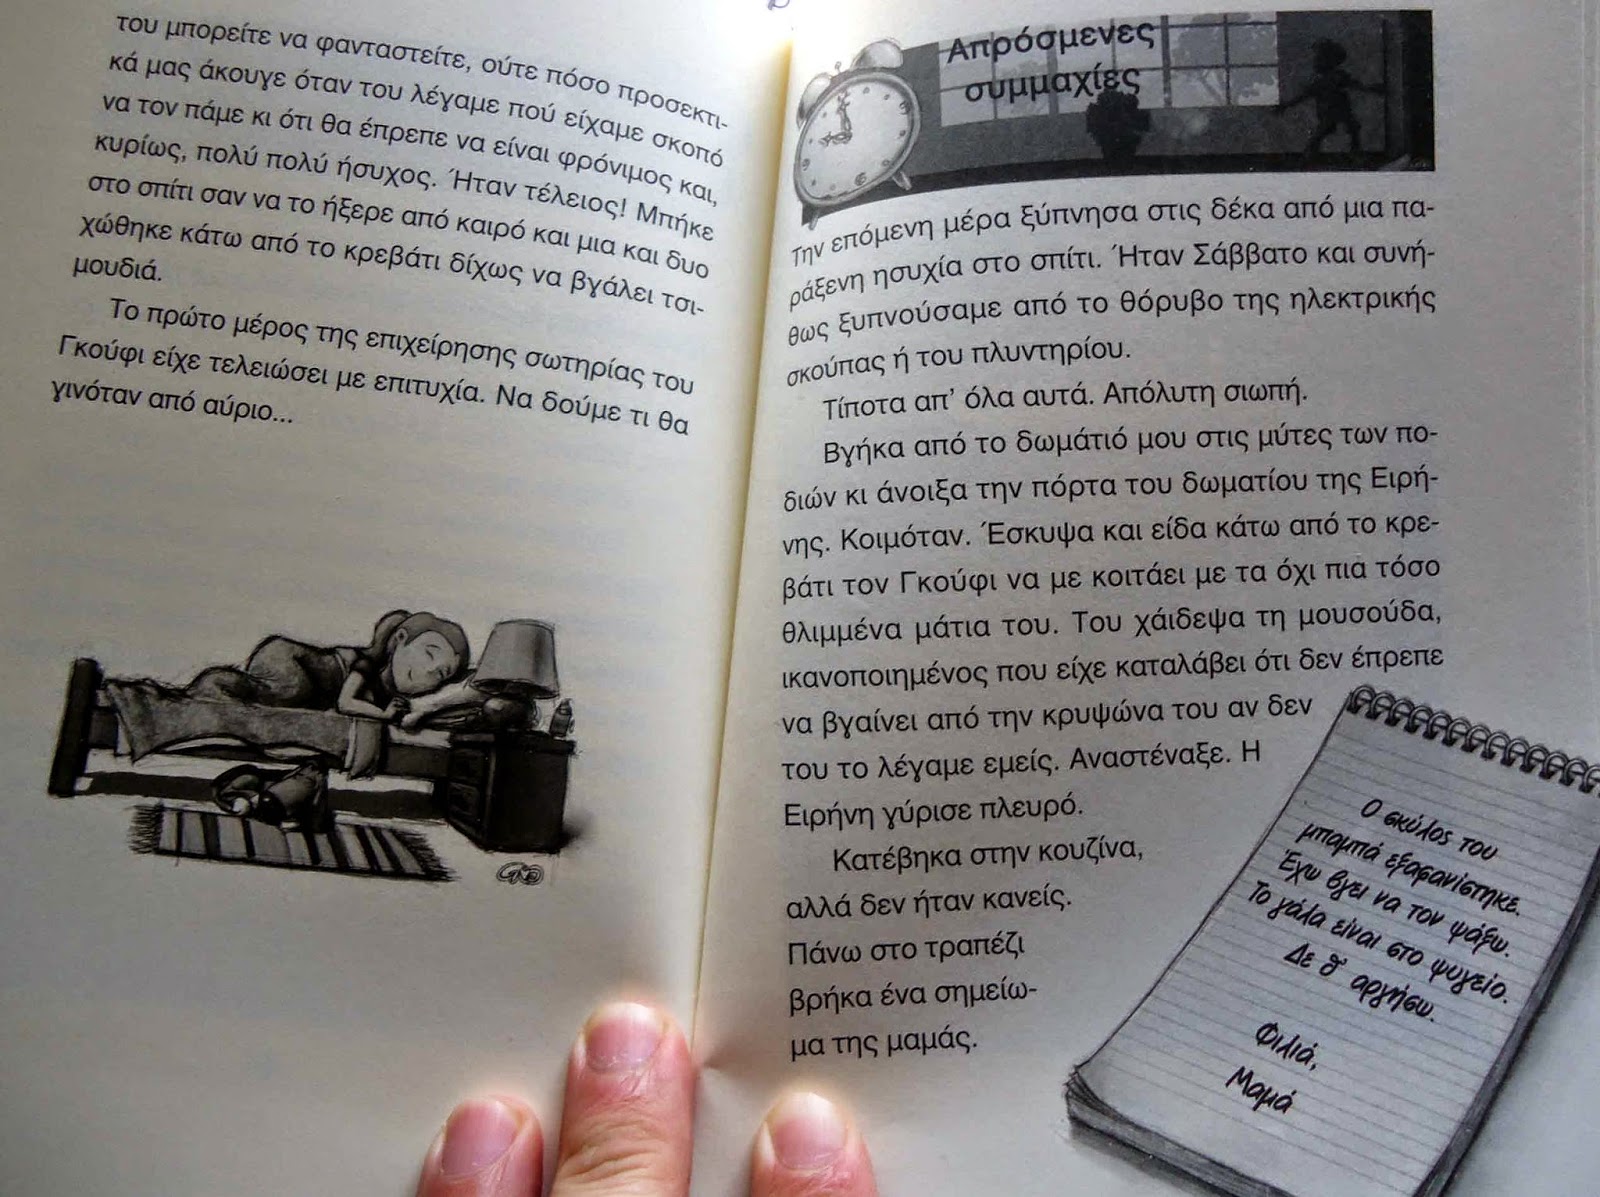 του μπορείτε να φανταστείτε, ούτε πόσο προσεκτι-
κά μας άκουγε όταν του λέγαμε πού είχαμε σκοπό
να τον πάμε κι ότι θα έπρεπε να είναι φρόνιμος και,
κυρίως, πολύ πολύ ήσυχος. Ήταν τέλειος! Μπήκε
στο σπίτι σαν να το ήξερε από καιρό και μια και δυο
χώθηκε κάτω από το κρεβάτι δίχως να βγάλει τσι-
μουδιά.
Το πρώτο μέρος της επιχείρησης σωτηρίας του
Γκούφι είχε τελειώσει με επιτυχία. Να δούμε τι θα
γινόταν από αύριο...
Απρόσμενες
συμμαχίες
Την επόμενη μέρα ξύπνησα στις δέκα από μια πα-
ράξενη ησυχία στο σπίτι. Ήταν Σάββατο και συνή-
θως ξυπνούσαμε από το θόρυβο της ηλεκτρικής
σκούπας ή του πλυντηρίου.
Τίποτα απ' όλα αυτά. Απόλυτη σιωπή.
Βγήκα από το δωμάτιό μου στις μύτες των πο-
διών κι άνοιξα την πόρτα του δωματίου της Ειρή-
νης. Κοιμόταν. Έσκυψα και είδα κάτω από το κρε-
βάτι τον Γκούφι να με κοιτάει με τα όχι πια τόσο
θλιμμένα μάτια του. Του χάιδεψα τη μουσούδα,
ικανοποιημένος που είχε καταλάβει ότι δεν έπρεπε
να βγαίνει από την κρυψώνα του αν δεν
του το λέγαμε εμείς. Αναστέναξε. Η
Ειρήνη γύρισε πλευρό.
Κατέβηκα στην κουζίνα,
αλλά δεν ήταν κανείς.
Πάνω στο τραπέζι
βρήκα ένα σημείω-
μα της μαμάς.
Ο σκύλος του
μπαμπά εξαφανίστηκε.
Έχω βγει να τον ψάξω.
Το γάλα είναι στο ψυγείο.
Δε θ' αργήσω.
Φιλιά,
Μαμά